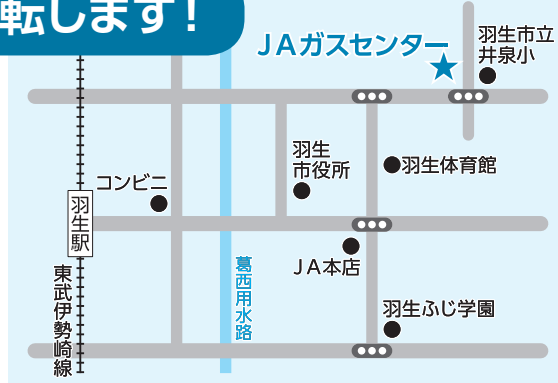 転します！
JAガスセンター
羽生市立
井泉小
羽生
市役所
羽生体育館
コンビニ
羽生駅
JA本店
葛西用水路
東武伊勢崎線
羽生ふじ学園